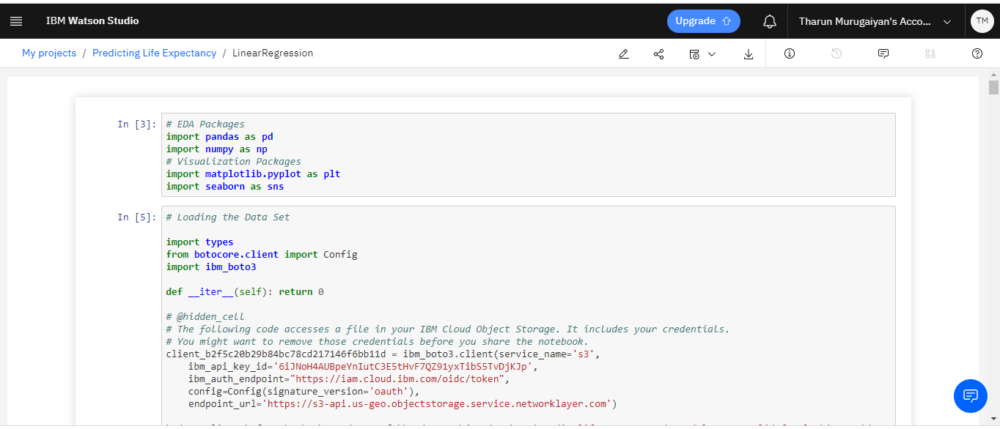 IBM Watson Studio
Upgrade
Tharun Murugaiyan's Acco...
TM
My projects / Predicting Life Expectancy / LinearRegression
In [3]:
# EDA Packages
import pandas as pd
import numpy as np
# Visualization Packages
import matplotlib.pyplot as plt
import seaborn as sns
In [5]:
# Loading the Data Set
import types
from botocore.client import Config
import ibm_boto3
def __iter__(self): return 0
# @hidden_cell
# The following code accesses a file in your IBM Cloud Object Storage. It includes your credentials.
# You might want to remove those credentials before you share the notebook.
client_b2f5c20b29b84bc78cd217146f6bb11d = ibm_boto3.client(service_name='s3',
ibm_api_key_id='6iJNoH4AUBpeYnIutC3E5tHvF7QZ91yxTibS5TvDjKJp',
ibm_auth_endpoint="https://iam.cloud.ibm.com/oidc/token",
config=Config(signature_version='oauth'),
endpoint_url='https://s3-api.us-geo.objectstorage.service.networklayer.com')